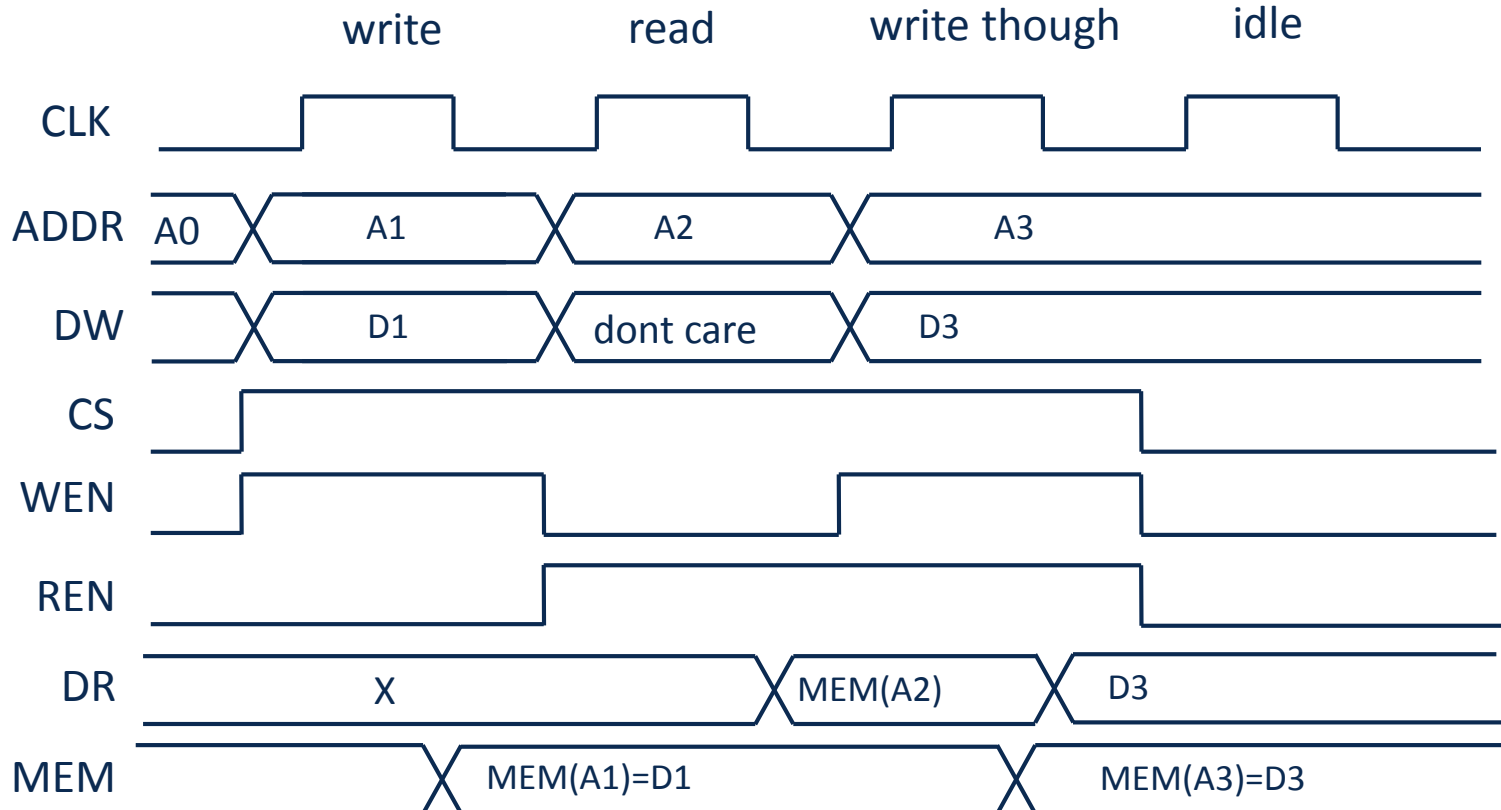 write read write though idle
CLK
ADDR A0 A1 A2 A3
DW D1 dont care D3
CS
WEN
REN
DR X MEM(A2) D3
MEM MEM(A1)=D1 MEM(A3)=D3